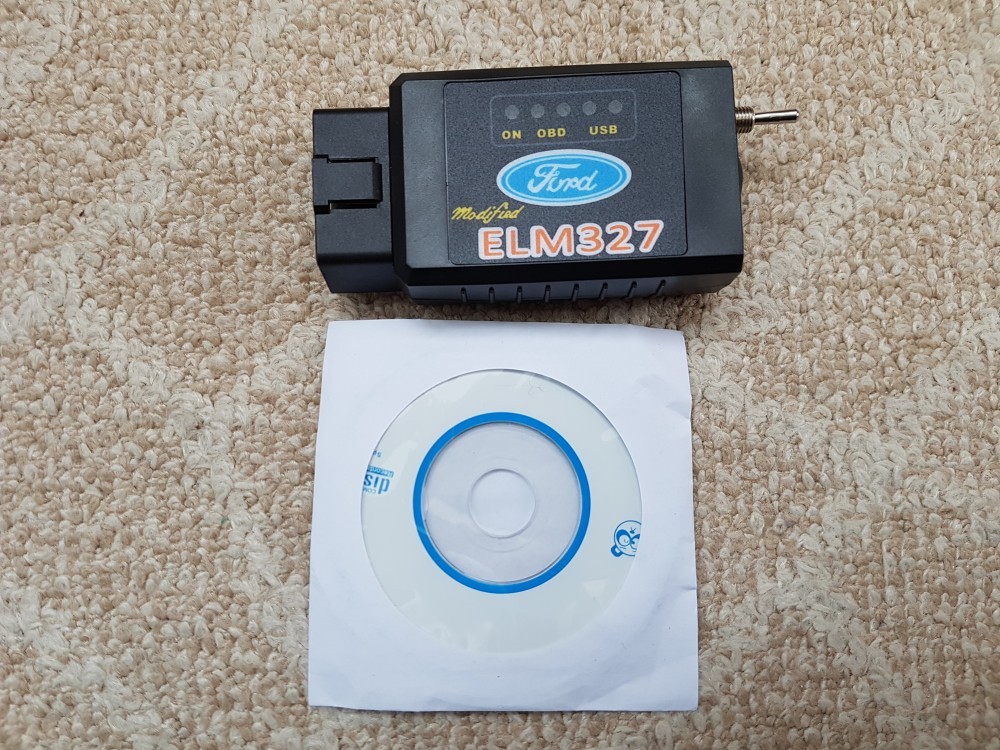 ON OBD USB
Ford
Modified
ELM327